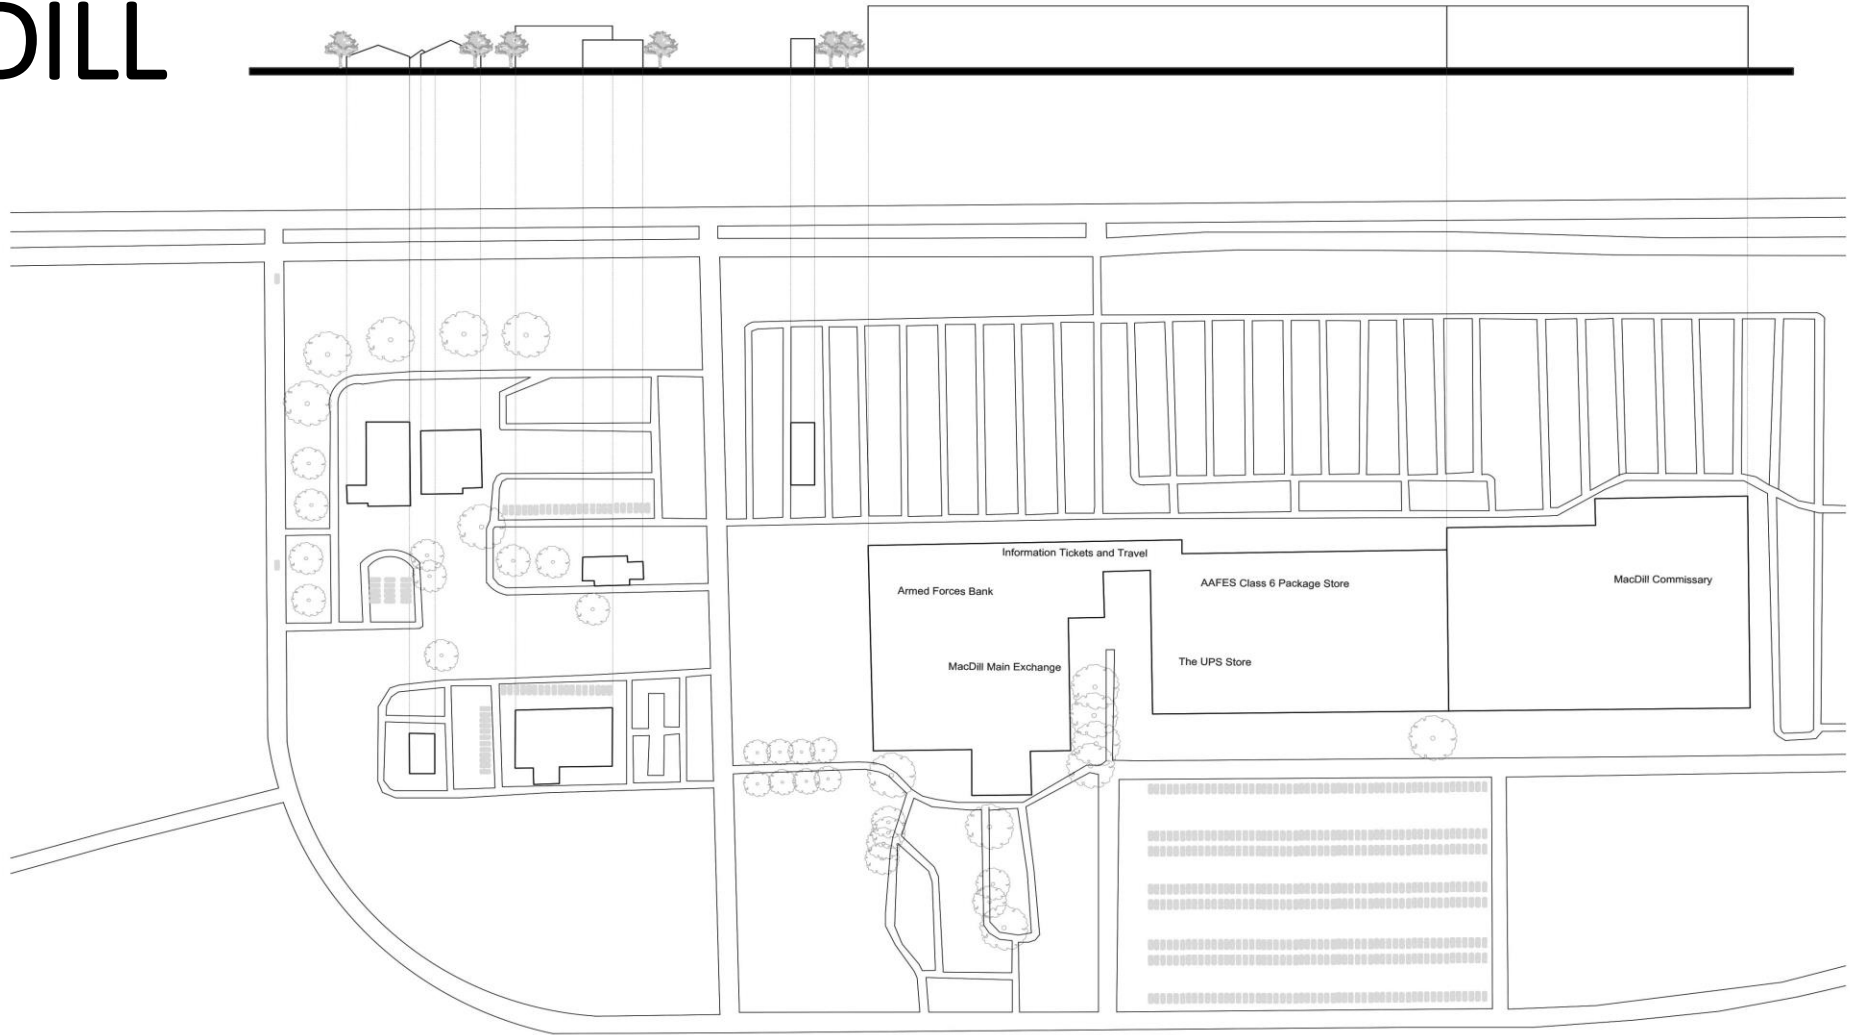 DILL
Information Tickets and Travel
AAFES Class 6 Package Store
MacDill Commissary
Armed Forces Bank
MacDill Main Exchange
The UPS Store